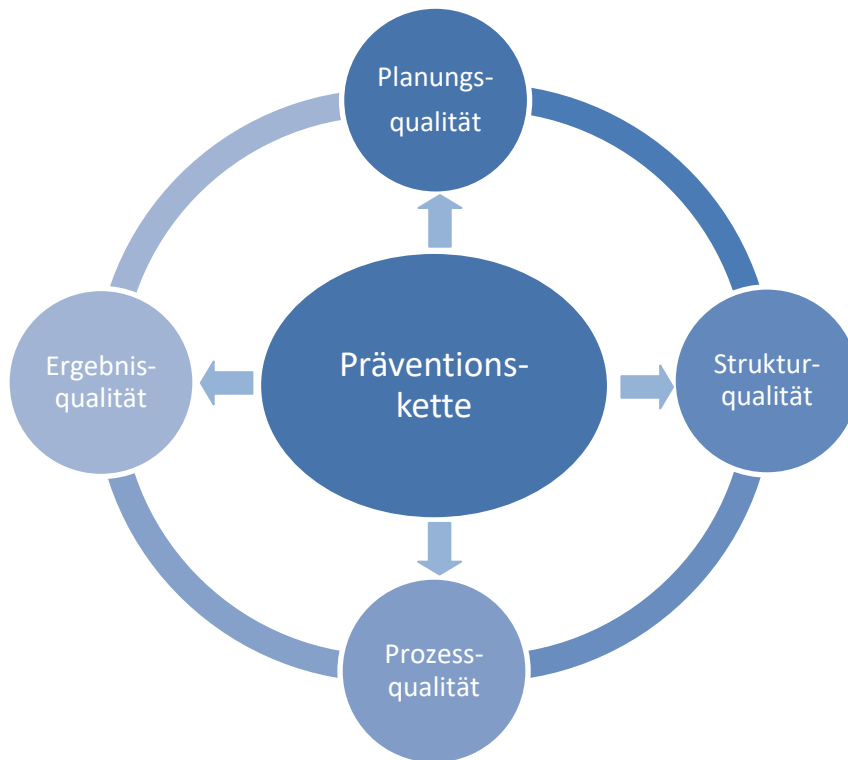 Planungs-
qualität
Präventions-
kette
Struktur-
qualität
Prozess-
qualität
Ergebnis-
qualität